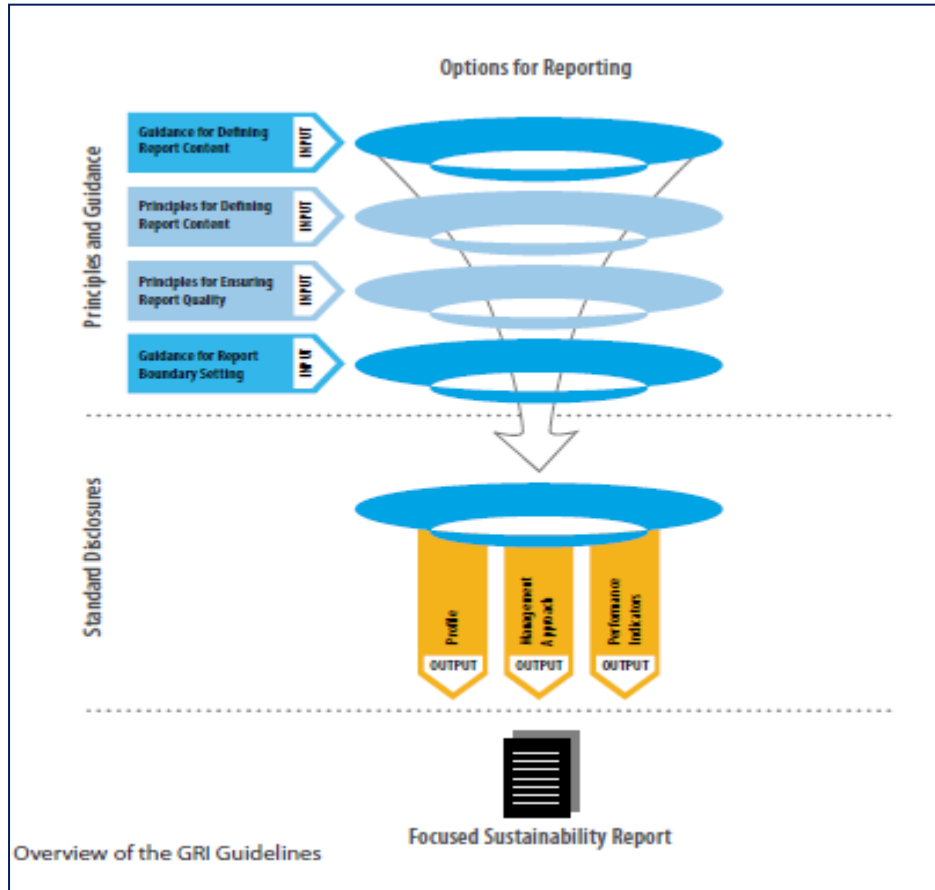 Options for Reporting
Principles and Guidance
Guidance for Defining
Report Content
INPUT
Principles for Defining
Report Content
INPUT
Principles for Ensuring
Report Quality
INPUT
Guidance for Report
Boundary Setting
INPUT
Standard Disclosures
Profile
OUTPUT
Management
Approach
OUTPUT
Performance
Indicators
OUTPUT
Focused Sustainability Report
Overview of the GRI Guidelines